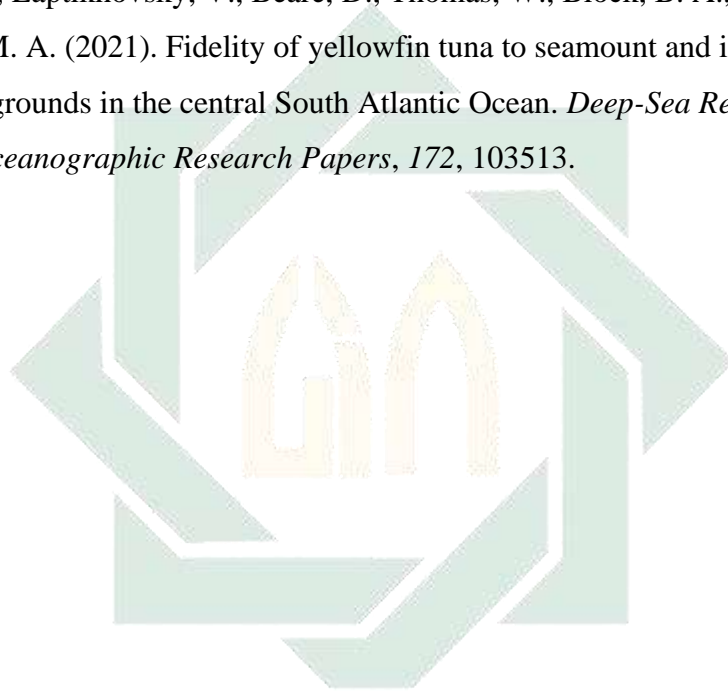 Laptikhovsky, V., Beare, D., Thomas, W., Block, B. A.,
M. A. (2021). Fidelity of yellowfin tuna to seamount and i
grounds in the central South Atlantic Ocean. Deep-Sea Re
ceanographic Research Papers, 172, 103513.